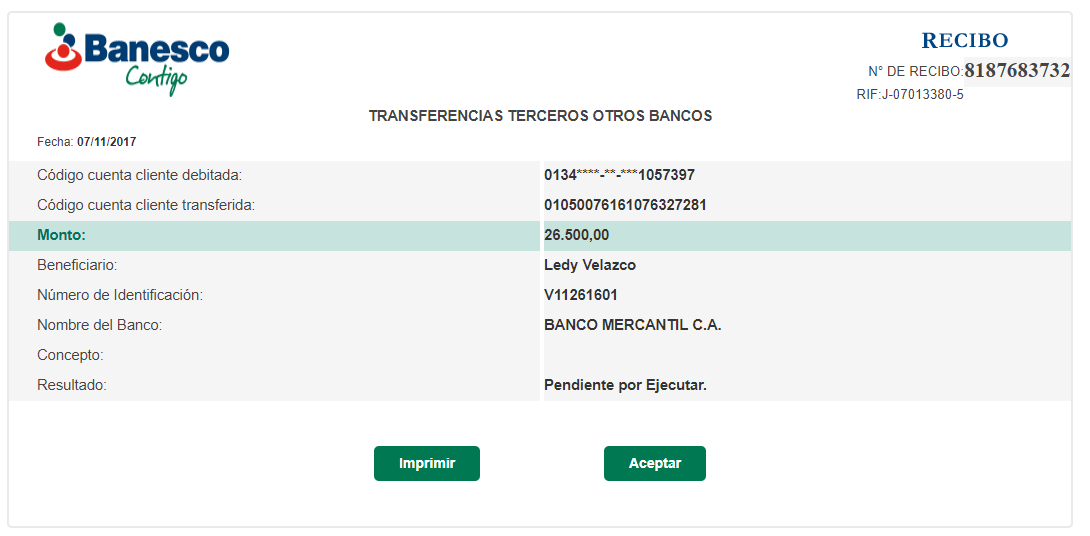 Banesco
Contigo
RECIBO
N° DE RECIBO:8187683732
RIF:J-07013380-5
TRANSFERENCIAS TERCEROS OTROS BANCOS
Fecha: 07/11/2017
Código cuenta cliente debitada: 0134****-**-***1057397
Código cuenta cliente transferida: 01050076161076327281
Monto: 26.500,00
Beneficiario: Ledy Velazco
Número de Identificación: V11261601
Nombre del Banco: BANCO MERCANTIL C.A.
Concepto:
Resultado: Pendiente por Ejecutar.
Imprimir Aceptar